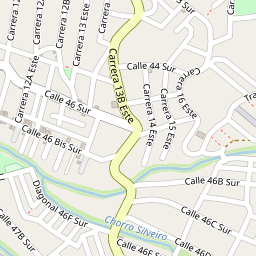 Carrera 12B
Carrera 13 Este
Carrera 12A Este
Carrera 13B Este
Calle 44 Sur
Carrera 16 Este
Carrera 14 Este
Carrera 15 Este
Calle 46 Sur
Calle 46 Bis Sur
Calle 46B Sur
Diagonal 46F Sur
Calle 47B Sur
Calle 46C Sur
Chorro Silveiro
Calle 46F Sur